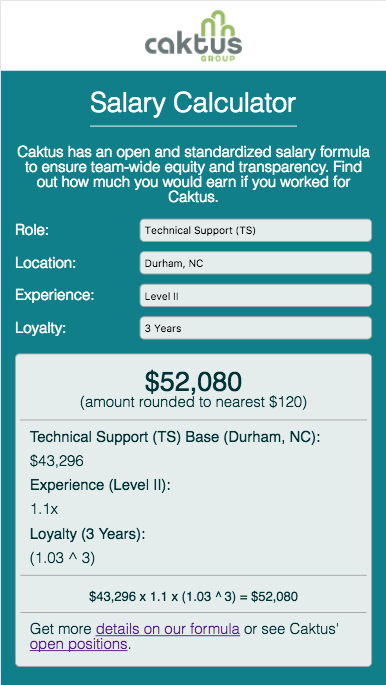 caktus
GROUP
Salary Calculator
Caktus has an open and standardized salary formula
to ensure team-wide equity and transparency. Find
out how much you would earn if you worked for
Caktus.
Role: Technical Support (TS)
Location: Durham, NC
Experience: Level II
Loyalty: 3 Years
$52,080
(amount rounded to nearest $120)
Technical Support (TS) Base (Durham, NC):
$43,296
Experience (Level II):
1.1x
Loyalty (3 Years):
(1.03 ^ 3)
$43,296 x 1.1 x (1.03 ^ 3) = $52,080
Get more details on our formula or see Caktus'
open positions.